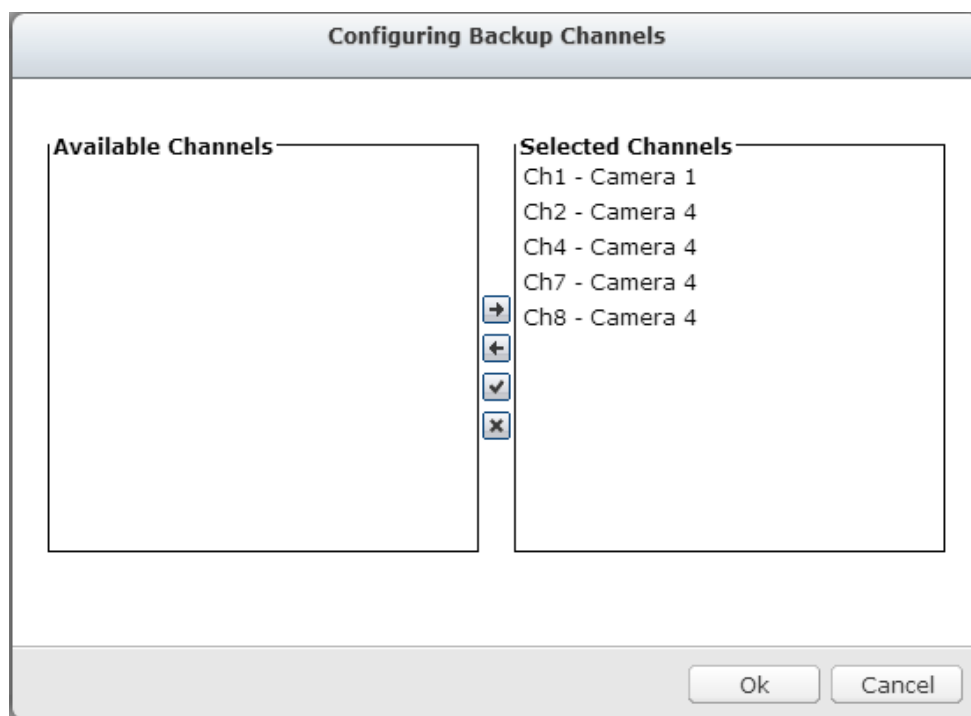 Configuring Backup Channels
Available Channels
Selected Channels
Ch1 - Camera 1
Ch2 - Camera 4
Ch4 - Camera 4
Ch7 - Camera 4
Ch8 - Camera 4
Ok
Cancel